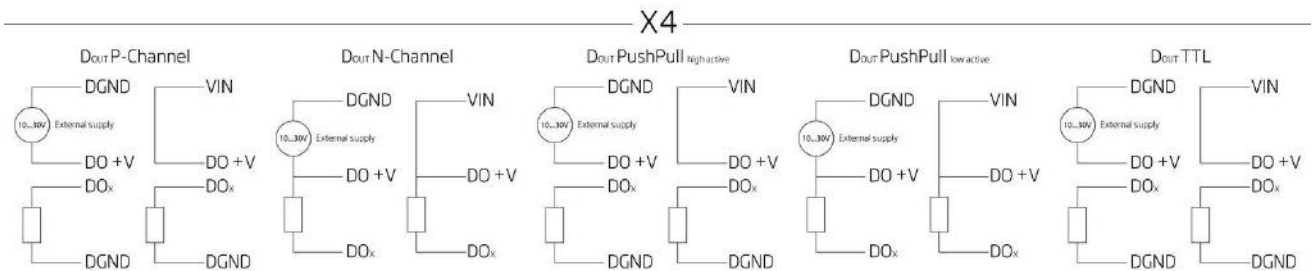 X4
DOUT P-Channel
DGND
VIN
10...30V
External supply
DO +V
DO +V
DOx
DOx
DGND
DGND
DOUT N-Channel
DGND
VIN
10...30V
External supply
DO +V
DO +V
DOx
DOx
DOUT PushPull high active
DGND
VIN
10...30V
External supply
DO +V
DO +V
DOx
DOx
DGND
DGND
DOUT PushPull low active
DGND
VIN
10...30V
External supply
DO +V
DO +V
DOx
DOx
DOUT TTL
DGND
VIN
10...30V
External supply
DO +V
DO +V
DOx
DOx
DGND
DGND